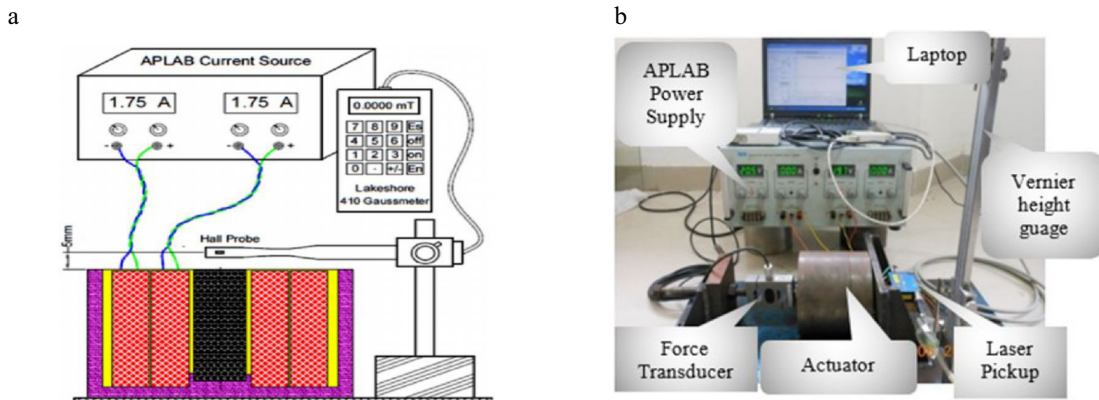 a
b
APLAB Current Source
1.75 A
1.75 A
- + - +
0.0000 mT
7 8 9 Es
4 5 6 off
1 2 3 on
0 . +/- En
Lakeshore
410 Gaussmeter
5mm
Hall Probe
Laptop
APLAB
Power
Supply
Vernier
height
guage
Force
Transducer
Actuator
Laser
Pickup